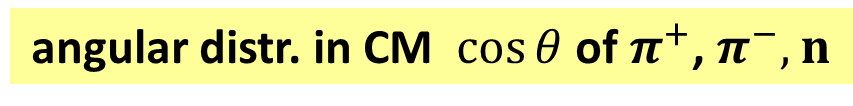 angular distr. in CM cos θ of π⁺, π⁻, n